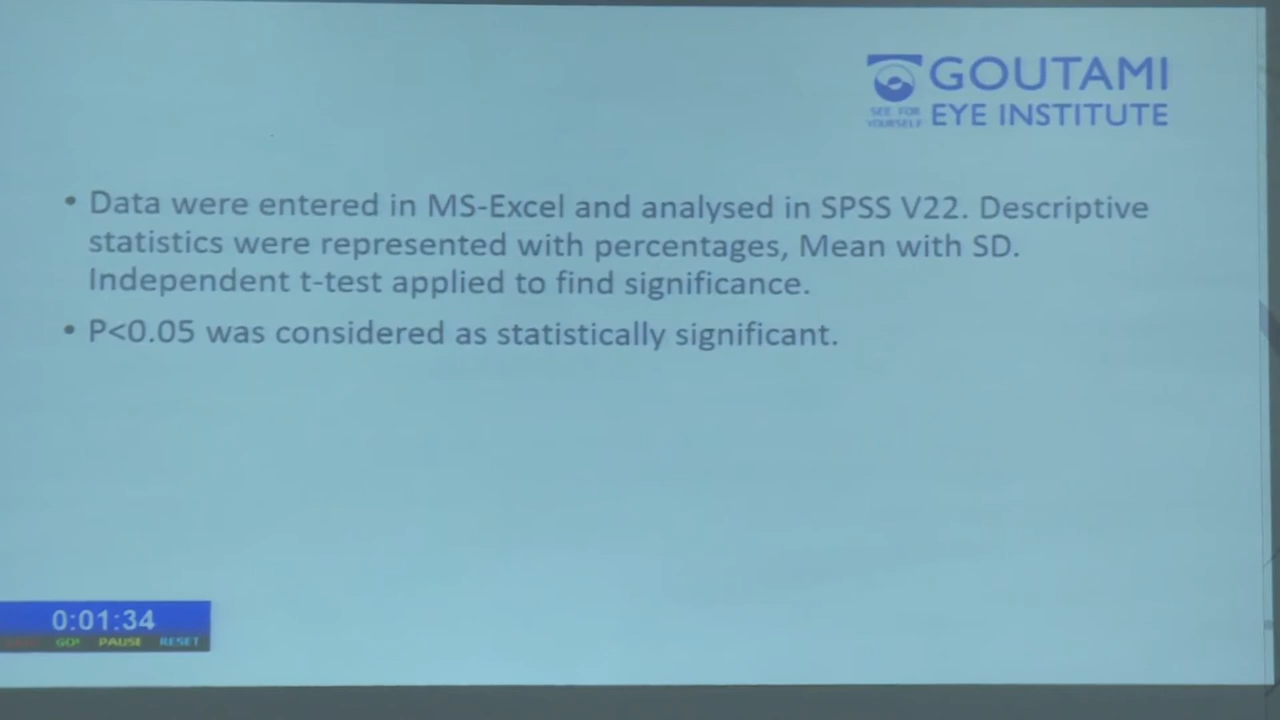 GOUTAMI
SEE FOR
YOURSELF
EYE INSTITUTE
• Data were entered in MS-Excel and analysed in SPSS V22. Descriptive
statistics were represented with percentages, Mean with SD.
Independent t-test applied to find significance.
• P<0.05 was considered as statistically significant.
0:01:34
GO! PAUSE RESET